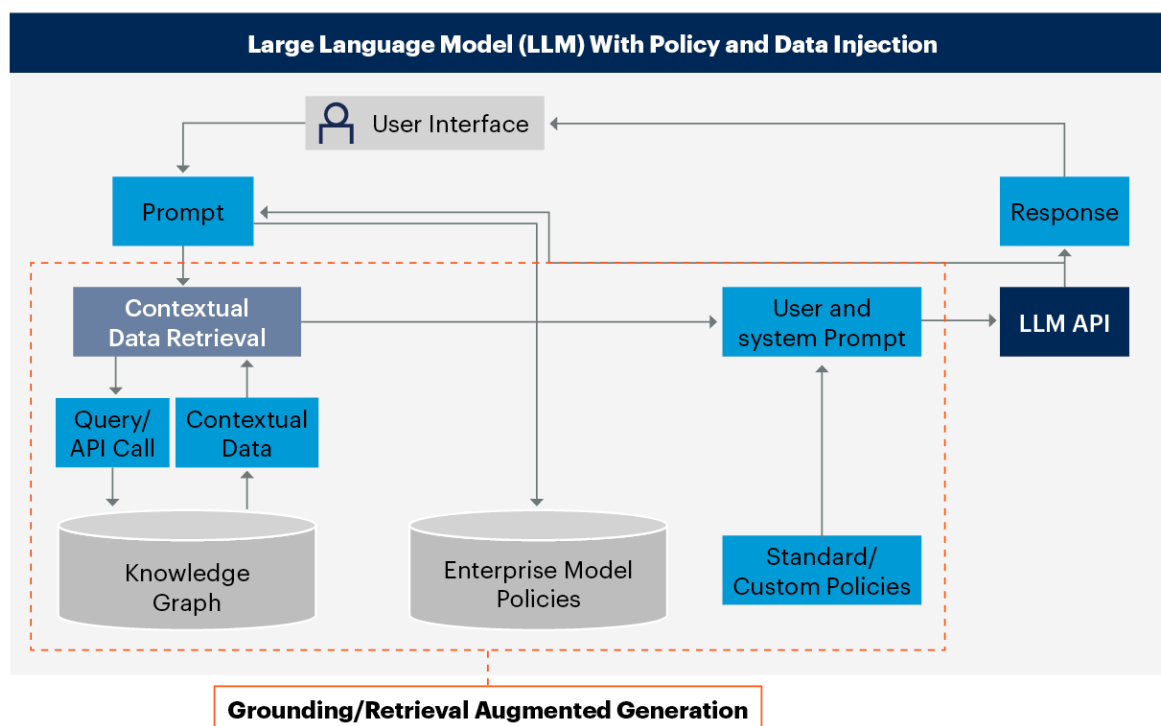 Large Language Model (LLM) With Policy and Data Injection
User Interface
Prompt
Response
Contextual
Data Retrieval
User and
system Prompt
LLM API
Query/
API Call
Contextual
Data
Knowledge
Graph
Enterprise Model
Policies
Standard/
Custom Policies
Grounding/Retrieval Augmented Generation